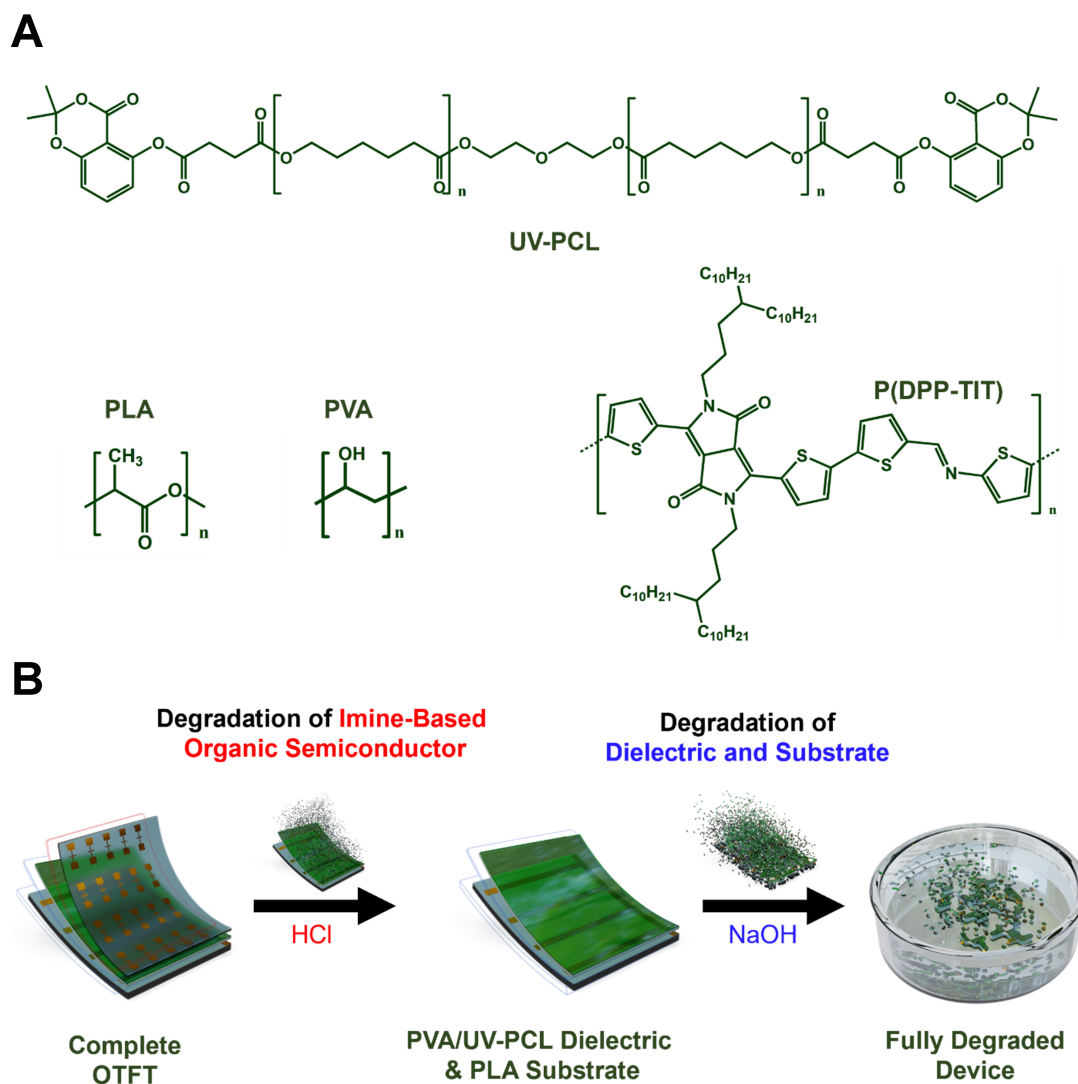 A
O
O
O
O
O
O
O
O
n
O
O
O
O
O
n
O
O
O
O
O
O
O
UV-PCL
C10H21
C10H21
PLA
PVA
P(DPP-TIT)
CH3
O
O
n
OH
n
N
O
S
O
N
S
S
N
S
n
C10H21
C10H21
B
Degradation of Imine-Based
Organic Semiconductor
HCl
Degradation of
Dielectric and Substrate
NaOH
Complete
OTFT
PVA/UV-PCL Dielectric
& PLA Substrate
Fully Degraded
Device